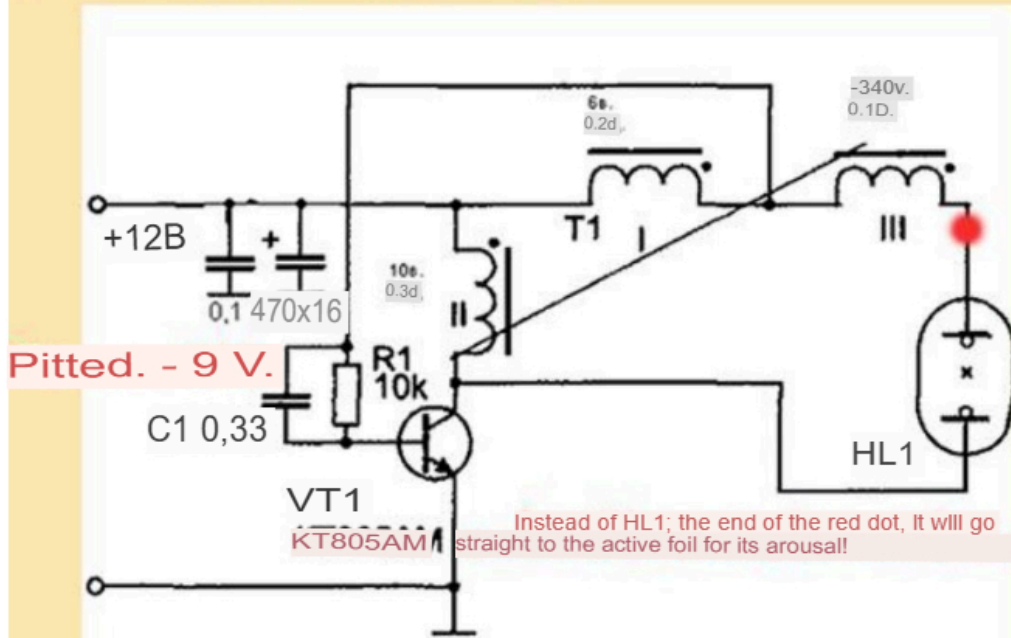 -340v.
0.1D.
6в.
0.2d,
+12B
T1
I
III
10в.
0.3d,
II
+
0,1
470x16
Pitted. - 9 V.
R1
10k
C1 0,33
HL1
VT1
KT805AM
Instead of HL1; the end of the red dot, It will go
straight to the active foil for its arousal!